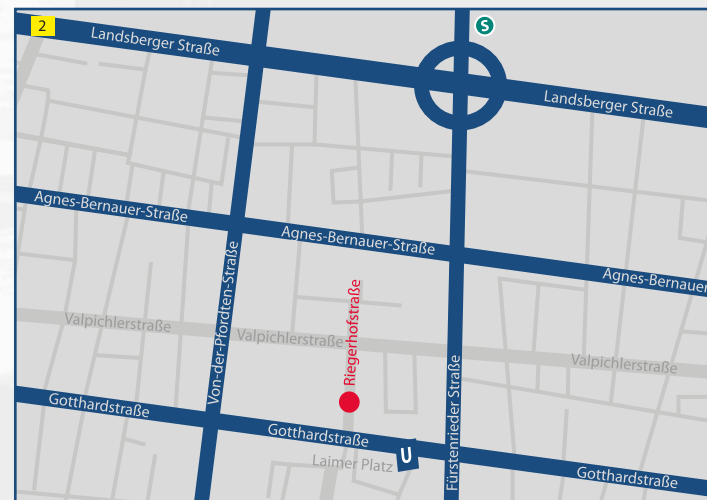 2
S
Landsberger Straße
Landsberger Straße
Agnes-Bernauer-Straße
Agnes-Bernauer-Straße
Agnes-Bernauer
Von-der-Pfordten-Straße
Riegerhofstraße
Valpichlerstraße
Valpichlerstraße
Valpichlerstraße
Fürstenrieder Straße
Gotthardstraße
Gotthardstraße
U
Laimer Platz
Gotthardstraße